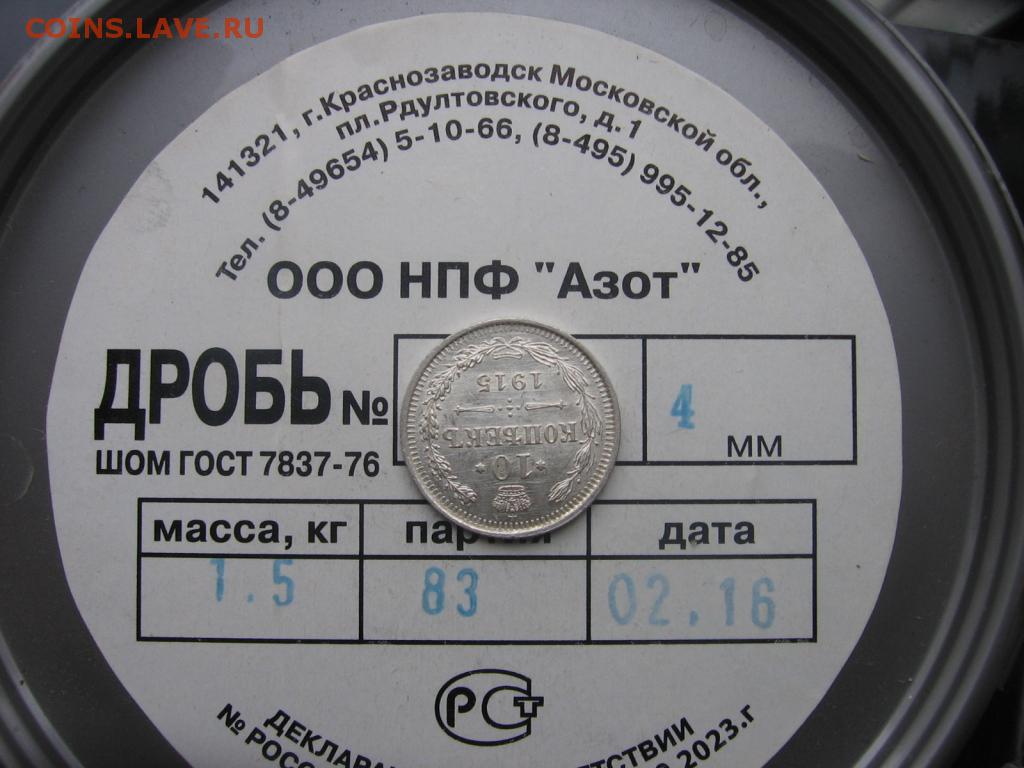 COINS.LAVE.RU
141321, г.Краснозаводск Московской обл.,
пл.Рдултовского, д.1
Тел. (8-49654) 5-10-66, (8-495) 995-12-85
ООО НПФ "Азот"
ДРОБЬ №
4 мм
ШОМ ГОСТ 7837-76
10
КОПѢЕКЪ
1915
масса, кг дата
1.5 83 02.16
РСТ
2023.г